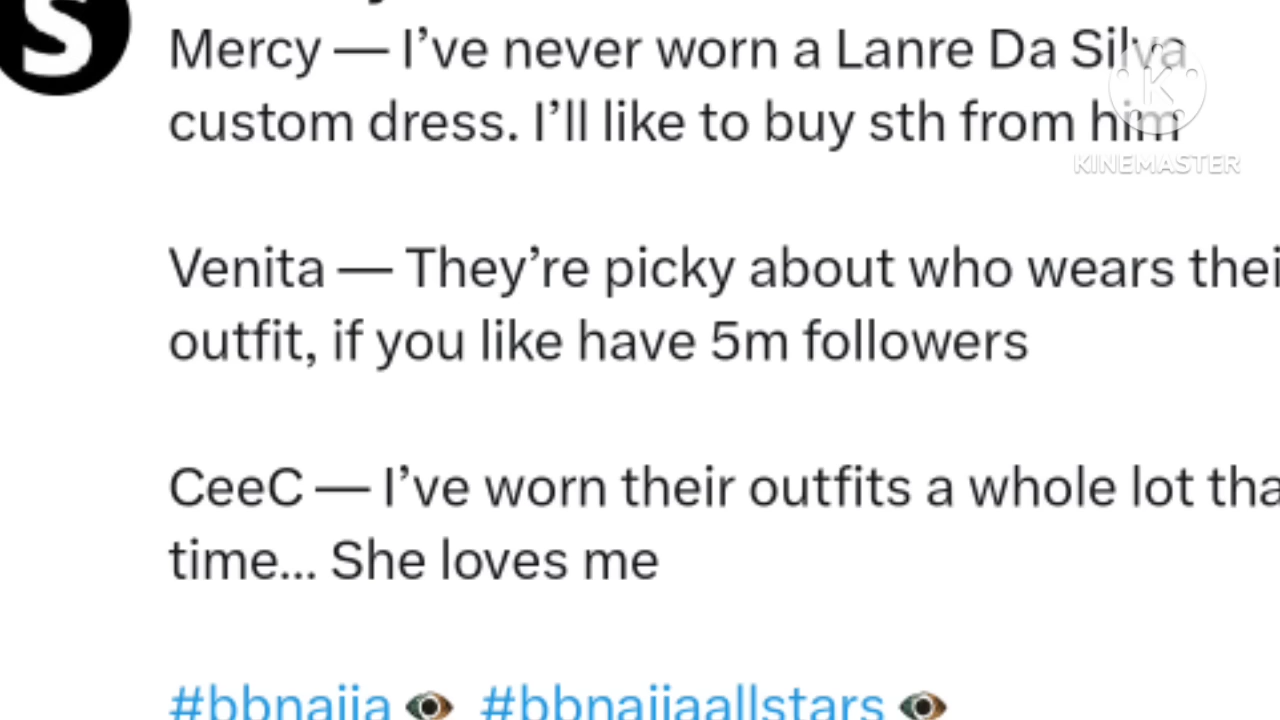 S
Mercy — I’ve never worn a Lanre Da Silva
custom dress. I’ll like to buy sth from him
K
KINEMASTER
Venita — They’re picky about who wears thei
outfit, if you like have 5m followers
CeeC — I’ve worn their outfits a whole lot tha
time... She loves me
#bbnaija 👁 #bbnaijaallstars 👁